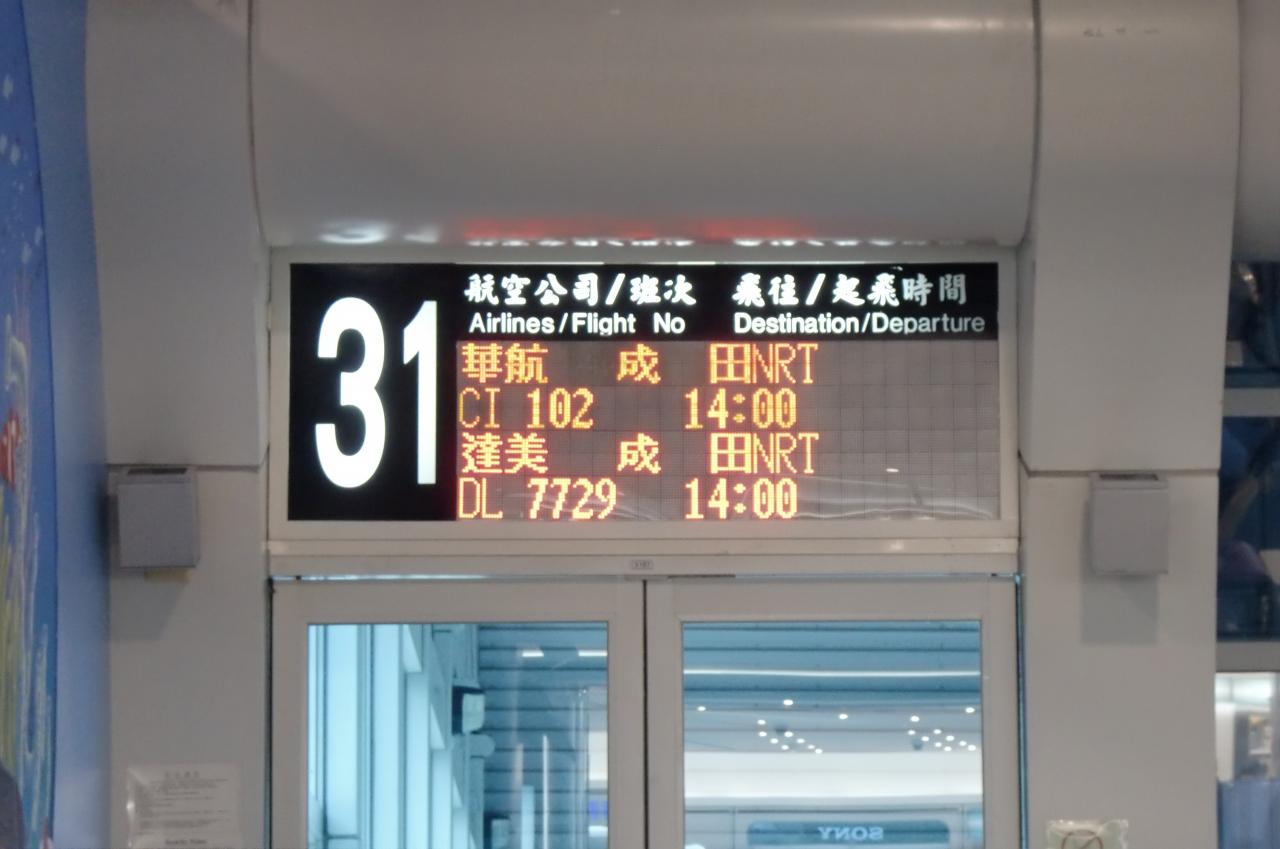 31
航空公司/班次 飛往/起飛時間
Airlines/Flight No Destination/Departure
華航 成 田NRT
CI 102 14:00
達美 成 田NRT
DL 7729 14:00
SONY